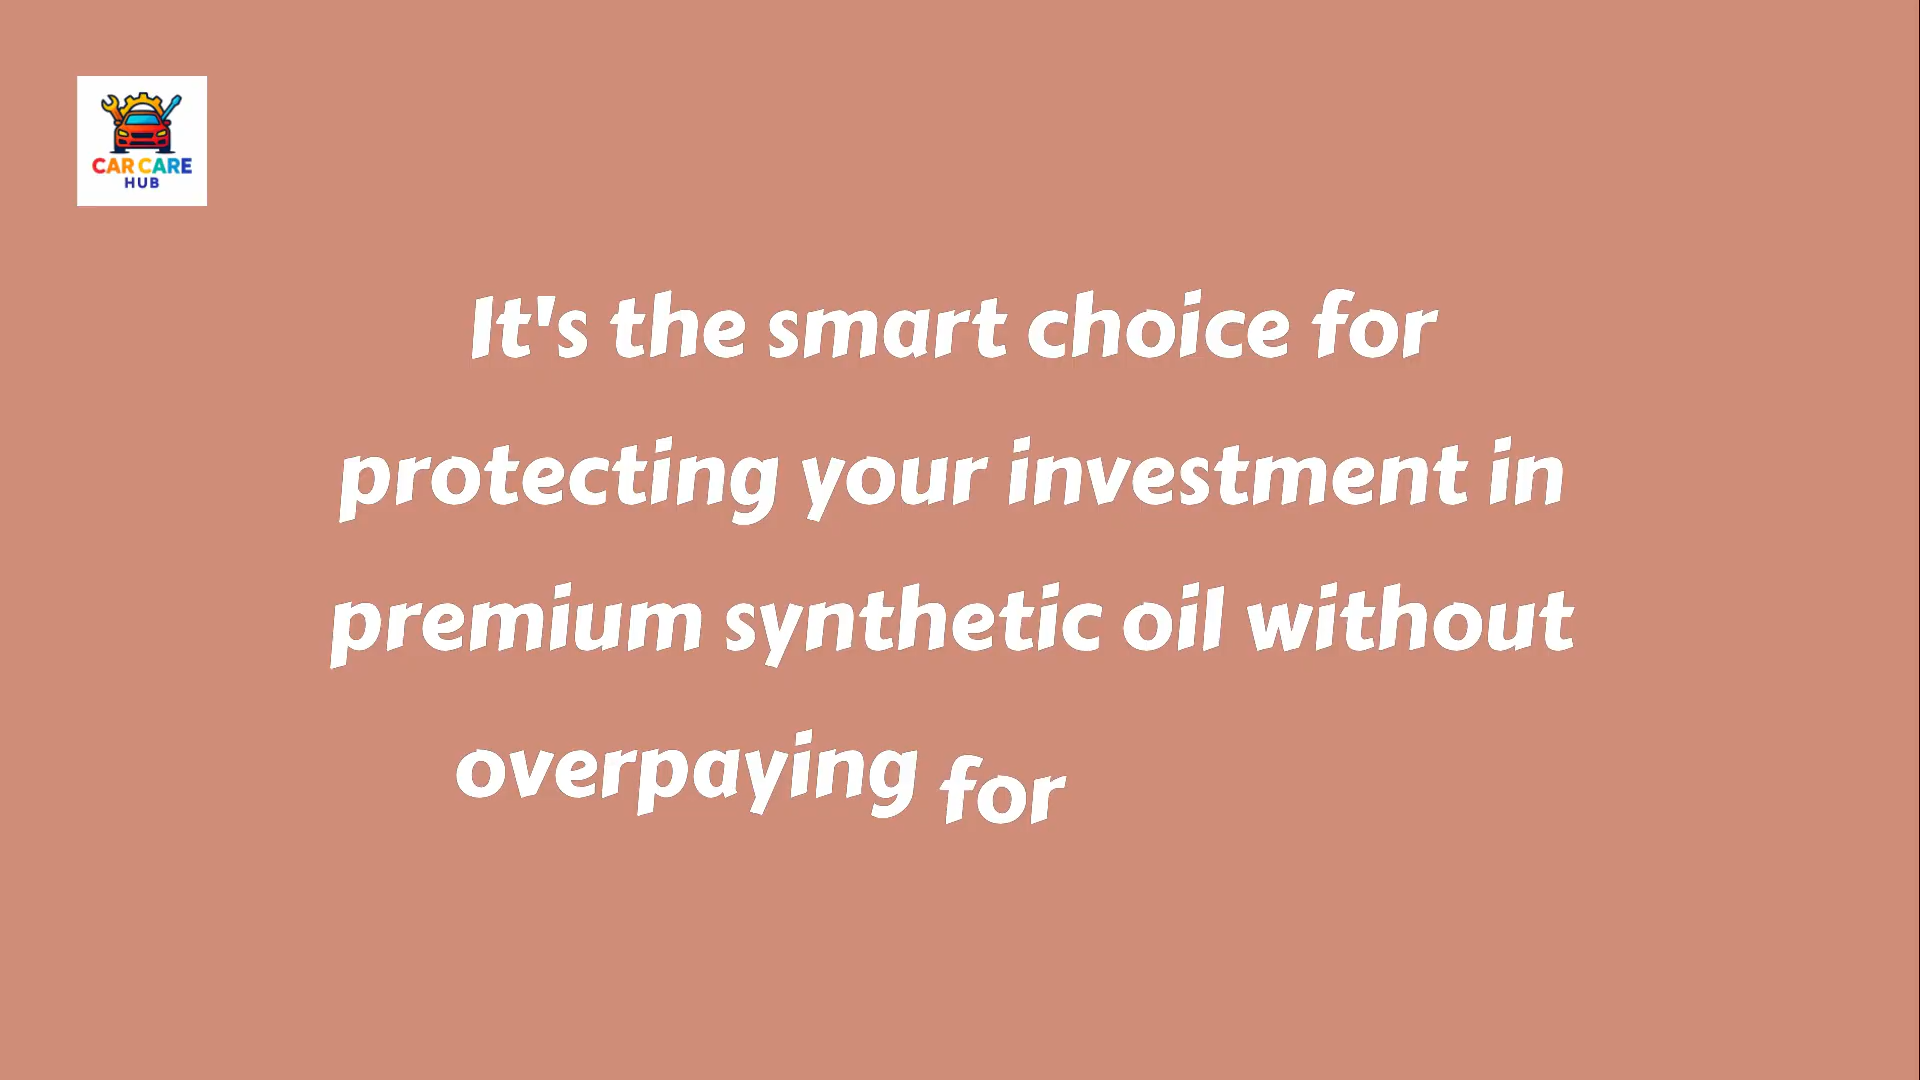 CAR CARE
HUB
It's the smart choice for
protecting your investment in
premium synthetic oil without
overpaying for